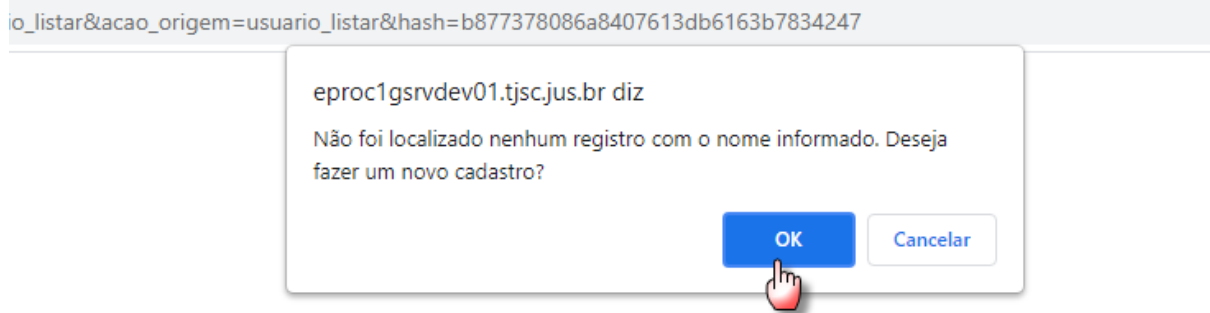 io_listar&acao_origem=usuario_listar&hash=b877378086a8407613db6163b7834247
eproc1gsrvdev01.tjsc.jus.br diz
Não foi localizado nenhum registro com o nome informado. Deseja
fazer um novo cadastro?
OK
Cancelar